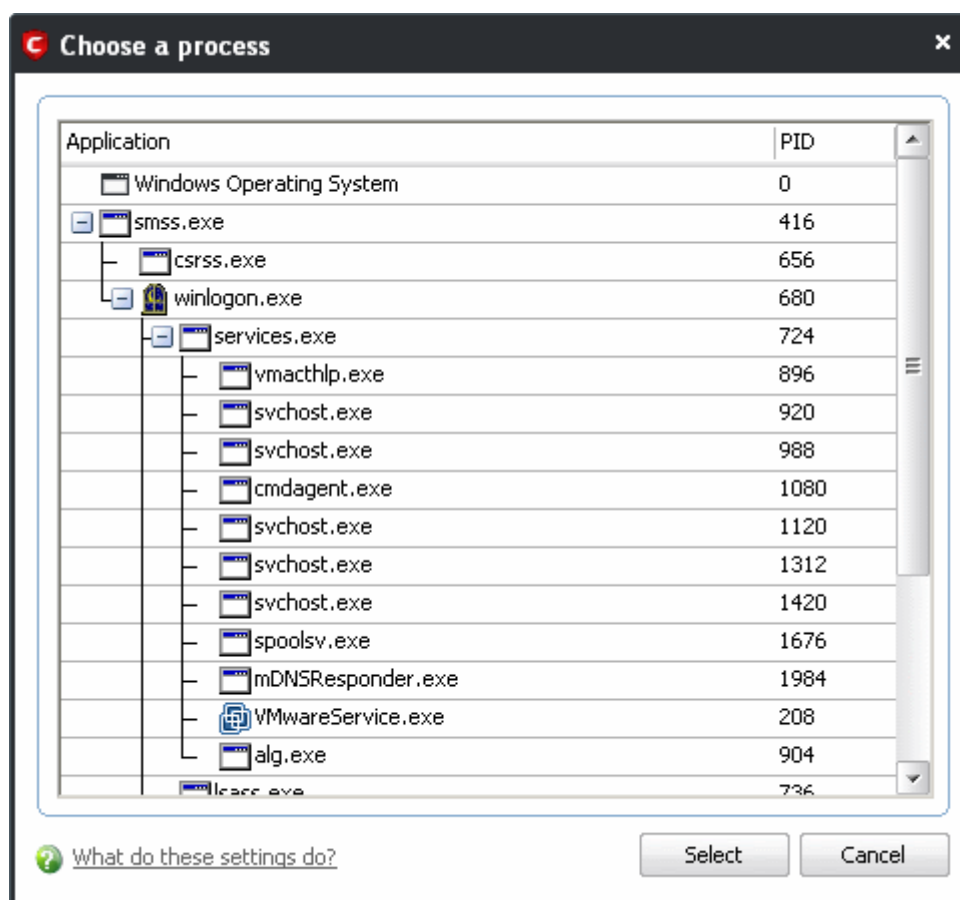 Choose a process
Application PID
Windows Operating System 0
smss.exe 416
csrss.exe 656
winlogon.exe 680
services.exe 724
vmacthlp.exe 896
svchost.exe 920
svchost.exe 988
cmdagent.exe 1080
svchost.exe 1120
svchost.exe 1312
svchost.exe 1420
spoolsv.exe 1676
mDNSResponder.exe 1984
VMwareService.exe 208
alg.exe 904
lsass.exe 736
What do these settings do? Select Cancel